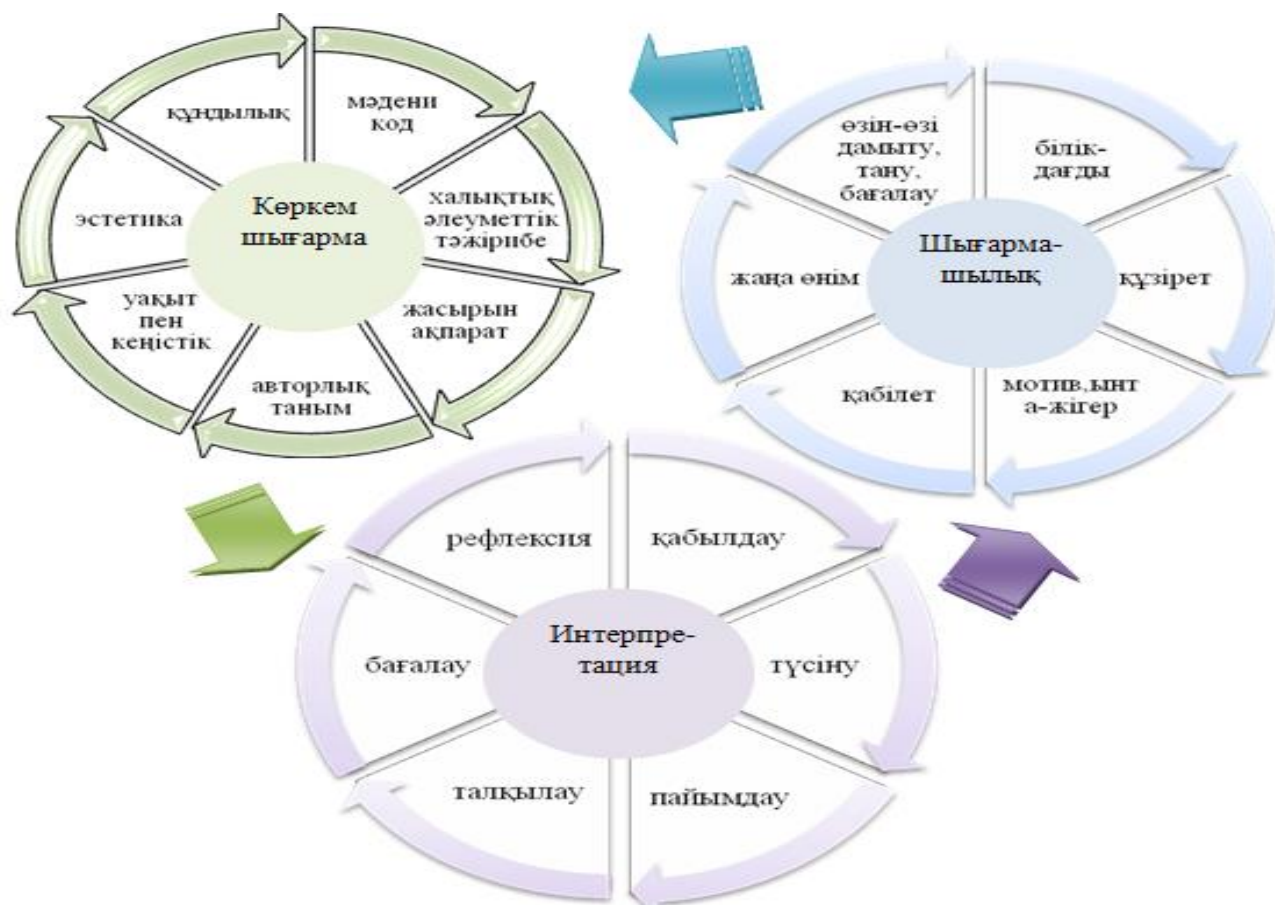 Көркем
шығарма
мәдени
код
халықтық
әлеуметтік
тәжірибе
жасырын
ақпарат
авторлық
таным
уақыт
пен
кеңістік
эстетика
құндылық
Шығарма-
шылық
білік-
дағды
құзірет
мотив,ынт
а-жігер
қабілет
жаңа өнім
өзін-өзі
дамыту,
тану,
бағалау
Интерпре-
тация
қабылдау
түсіну
пайымдау
талқылау
бағалау
рефлексия